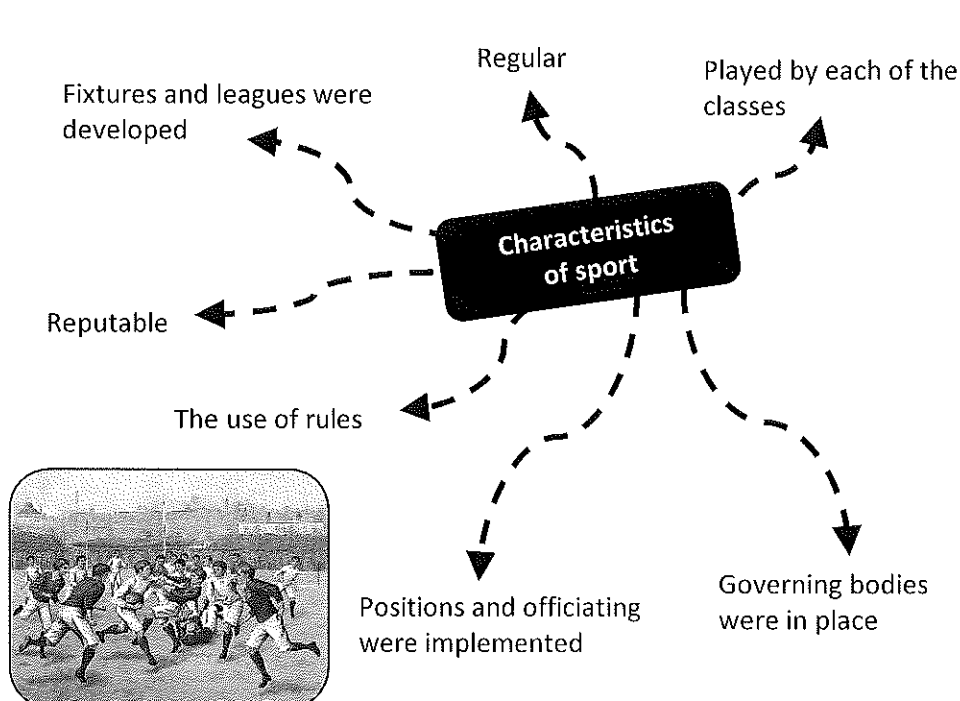 Regular
Played by each of the
classes
Fixtures and leagues were
developed
Characteristics
of sport
Reputable
The use of rules
Positions and officiating
were implemented
Governing bodies
were in place